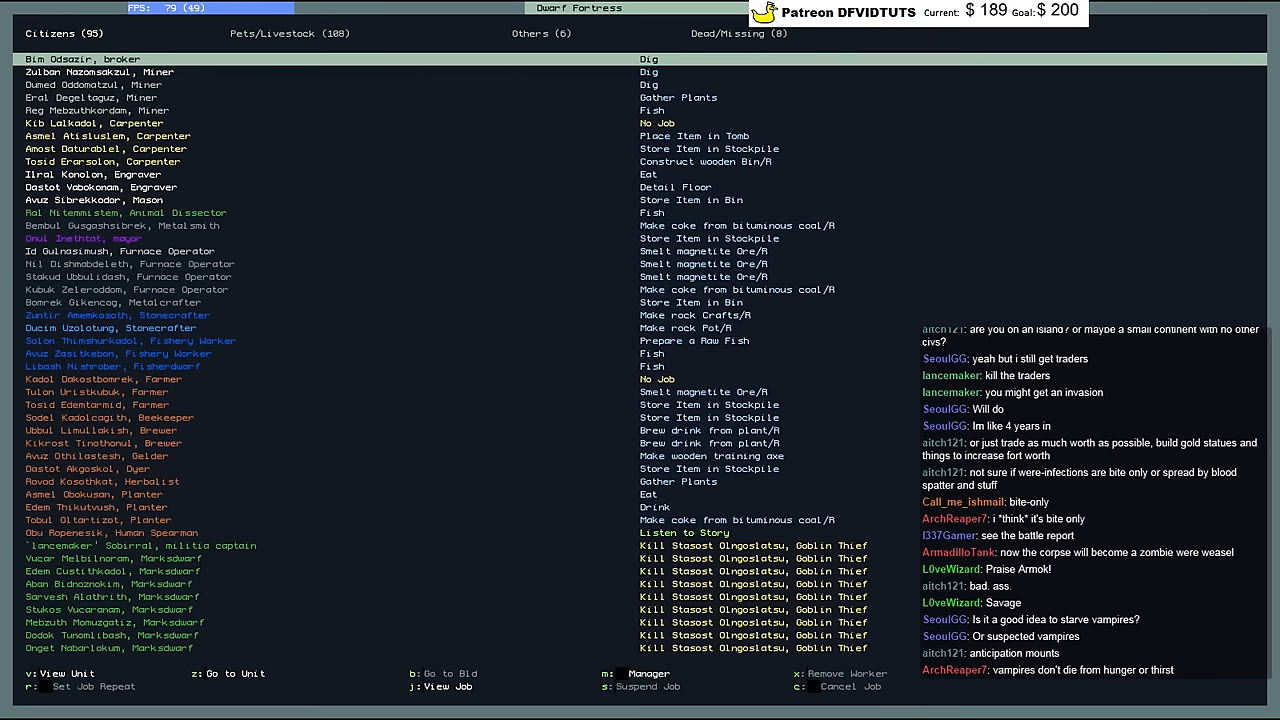 FPS: 79 (49)
Dwarf Fortress
Patreon DFVIDTUTS Current: $ 189 Goal: $ 200
Citizens (95) Pets/Livestock (108) Others (6) Dead/Missing (8)
Bim Odsazir, broker Dig
Zulban Nazomsakzul, Miner Dig
Dumed Oddomatzul, Miner Dig
Eral Degeltaguz, Miner Gather Plants
Reg Mebzuthkordam, Miner Fish
Kib Lalkadol, Carpenter No Job
Asmel Atisluslem, Carpenter Place Item in Tomb
Amost Daturablel, Carpenter Store Item in Stockpile
Tosid Erarsolon, Carpenter Construct wooden Bin/R
Ilral Konolon, Engraver Eat
Dastot Vabokonam, Engraver Detail Floor
Avuz Sibrekkodor, Mason Store Item in Bin
Ral Nitemmistem, Animal Dissector Fish
Bembul Gusgashsibrek, Metalsmith Make coke from bituminous coal/R
Onul Inethtat, mayor Store Item in Stockpile
Id Gulnasimush, Furnace Operator Smelt magnetite Ore/R
Nil Dishmabdeleth, Furnace Operator Smelt magnetite Ore/R
Stakud Ubbulidash, Furnace Operator Smelt magnetite Ore/R
Kubuk Zeleroddom, Furnace Operator Make coke from bituminous coal/R
Bomrek Gikencog, Metalcrafter Store Item in Bin
Zuntir Amemkosoth, Stonecrafter Make rock Crafts/R
Ducim Uzolotung, Stonecrafter Make rock Pot/R
Solon Thimshurkadol, Fishery Worker Prepare a Raw Fish
Avuz Zasitkebon, Fishery Worker Fish
Libash Nishrober, Fisherdwarf Fish
Kadol Dakostbomrek, Farmer No Job
Tulon Uristkubuk, Farmer Smelt magnetite Ore/R
Tosid Edemtarmid, Farmer Store Item in Stockpile
Sodel Kadolcagith, Beekeeper Store Item in Stockpile
Ubbul Limullakish, Brewer Brew drink from plant/R
Kikrost Tinothonul, Brewer Brew drink from plant/R
Avuz Othilastesh, Gelder Make wooden training axe
Dastot Akgoskol, Dyer Store Item in Stockpile
Rovod Kosothkat, Herbalist Gather Plants
Asmel Obokusan, Planter Eat
Edem Thikutvush, Planter Drink
Tobul Oltartizot, Planter Make coke from bituminous coal/R
Obu Ropenesik, Human Spearman Listen to Story
`lancemaker' Sobirral, militia captain Kill Stasost Olngoslatsu, Goblin Thief
Vucar Melbilnoram, Marksdwarf Kill Stasost Olngoslatsu, Goblin Thief
Edem Custithkadol, Marksdwarf Kill Stasost Olngoslatsu, Goblin Thief
Aban Bidnoznokim, Marksdwarf Kill Stasost Olngoslatsu, Goblin Thief
Sarvesh Alathrith, Marksdwarf Kill Stasost Olngoslatsu, Goblin Thief
Stukos Vucaranam, Marksdwarf Kill Stasost Olngoslatsu, Goblin Thief
Mebzuth Momuzgatiz, Marksdwarf Kill Stasost Olngoslatsu, Goblin Thief
Dodok Tunomlibash, Marksdwarf Kill Stasost Olngoslatsu, Goblin Thief
Onget Nabarlokum, Marksdwarf Kill Stasost Olngoslatsu, Goblin Thief
v: View Unit z: Go to Unit b: Go to Bld m: Manager x: Remove Worker
r: Set Job Repeat j: View Job s: Suspend Job c: Cancel Job
aitch121: are you on an island? or maybe a small continent with no other
civs?
SeoulGG: yeah but i still get traders
lancemaker: kill the traders
lancemaker: you might get an invasion
SeoulGG: Will do
SeoulGG: Im like 4 years in
aitch121: or just trade as much worth as possible, build gold statues and
things to increase fort worth
aitch121: not sure if were-infections are bite only or spread by blood
spatter and stuff
Call_me_ishmail: bite-only
ArchReaper7: i *think* it's bite only
l337Gamer: see the battle report
ArmadilloTank: now the corpse will become a zombie were weasel
L0veWizard: Praise Armok!
aitch121: bad. ass.
L0veWizard: Savage
SeoulGG: Is it a good idea to starve vampires?
SeoulGG: Or suspected vampires
aitch121: anticipation mounts
ArchReaper7: vampires don't die from hunger or thirst